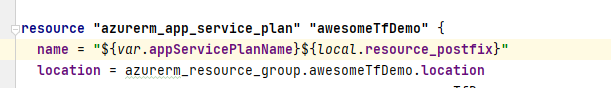 resource "azurerm_app_service_plan" "awesomeTfDemo" {
name = "${var.appServicePlanName}${local.resource_postfix}"
location = azurerm_resource_group.awesomeTfDemo.location